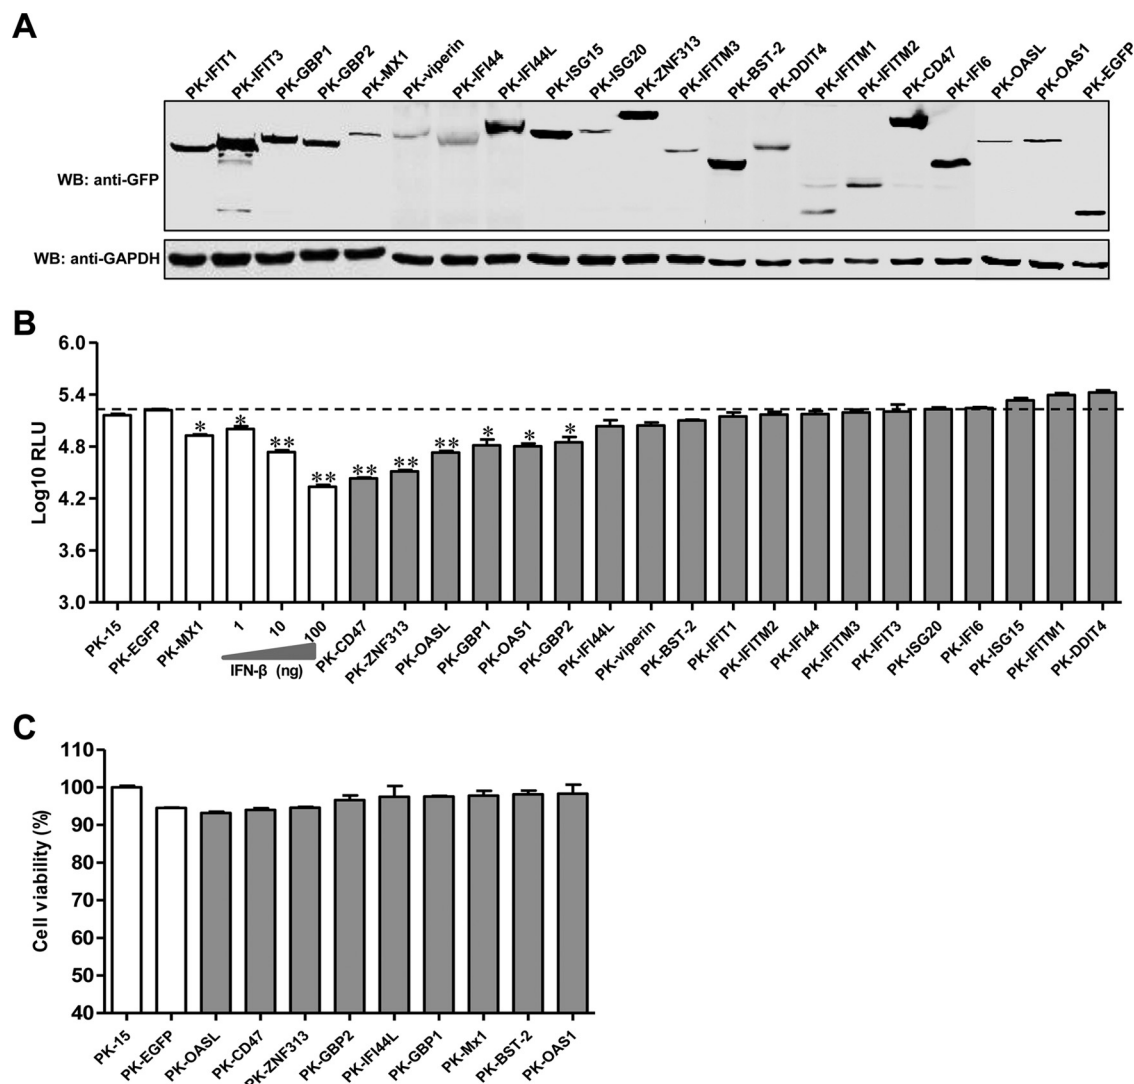 A
PK-IFIT1
PK-IFIT3
PK-GBP1
PK-GBP2
PK-MX1
PK-viperin
PK-IFI44
PK-IFI44L
PK-ISG15
PK-ISG20
PK-ZNF313
PK-IFITM3
PK-BST-2
PK-DDIT4
PK-IFITM1
PK-IFITM2
PK-CD47
PK-IFI6
PK-OASL
PK-OAS1
PK-EGFP
WB: anti-GFP
WB: anti-GAPDH
B
Log10 RLU
6.0
5.4
4.8
4.2
3.6
3.0
*
*
**
**
**
**
**
*
*
*
PK-15
PK-EGFP
PK-MX1
1
10
100
IFN-β (ng)
PK-CD47
PK-ZNF313
PK-OASL
PK-GBP1
PK-OAS1
PK-GBP2
PK-IFI44L
PK-viperin
PK-BST-2
PK-IFIT1
PK-IFITM2
PK-IFI44
PK-IFITM3
PK-IFIT3
PK-ISG20
PK-IFI6
PK-ISG15
PK-IFITM1
PK-DDIT4
C
Cell viability (%)
110
100
90
80
70
60
50
40
PK-15
PK-EGFP
PK-OASL
PK-CD47
PK-ZNF313
PK-GBP2
PK-IFI44L
PK-GBP1
PK-Mx1
PK-BST-2
PK-OAS1